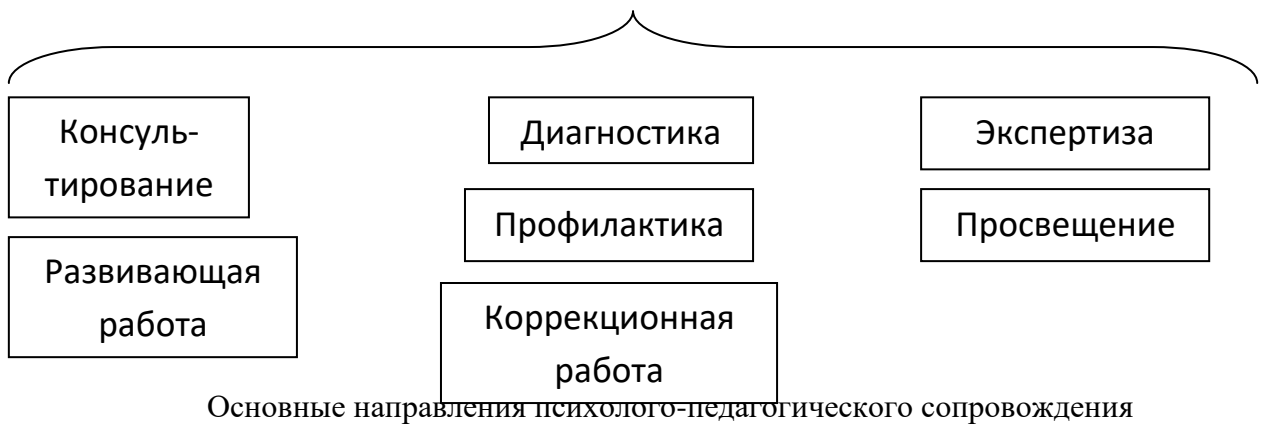 Консуль-
тирование
Диагностика
Экспертиза
Профилактика
Просвещение
Развивающая
работа
Коррекционная
работа
Основные направления психолого-педагогического сопровождения